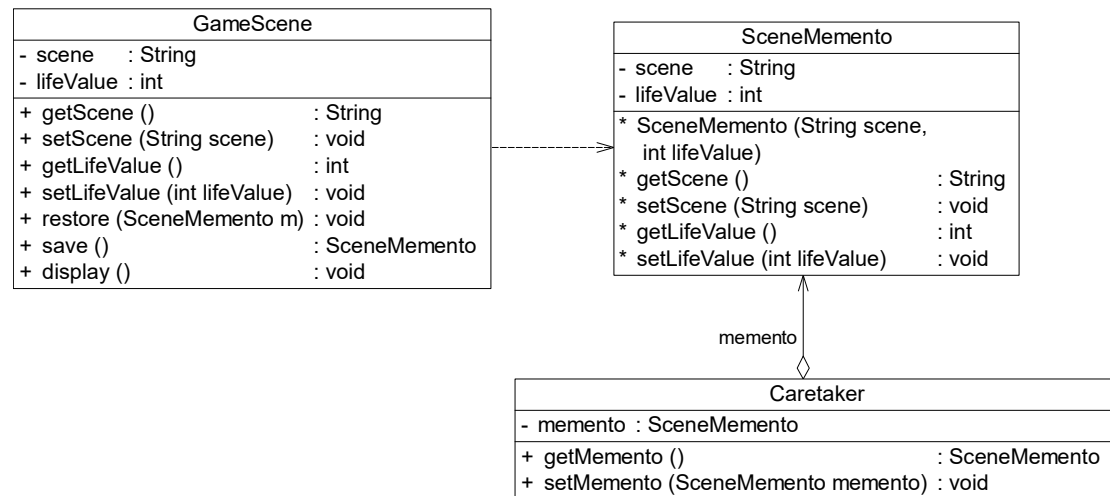 GameScene
- scene : String
- lifeValue : int
+ getScene () : String
+ setScene (String scene) : void
+ getLifeValue () : int
+ setLifeValue (int lifeValue) : void
+ restore (SceneMemento m) : void
+ save () : SceneMemento
+ display () : void
SceneMemento
- scene : String
- lifeValue : int
* SceneMemento (String scene,
int lifeValue)
* getScene () : String
* setScene (String scene) : void
* getLifeValue () : int
* setLifeValue (int lifeValue) : void
memento
Caretaker
- memento : SceneMemento
+ getMemento () : SceneMemento
+ setMemento (SceneMemento memento) : void